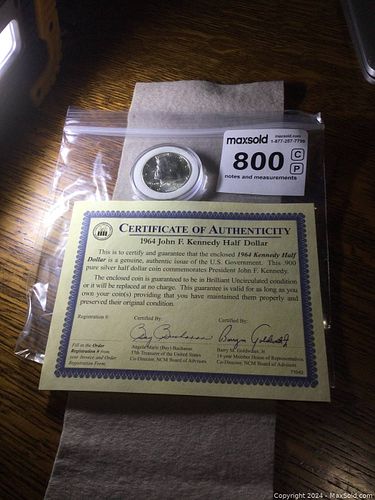 maxsold
maxsold.com
1-877-257-7799
800 C
P
notes and measurements
CERTIFICATE OF AUTHENTICITY
1964 John F. Kennedy Half Dollar
This is to certify and guarantee that the enclosed 1964 Kennedy Half
Dollar is a genuine, authentic issue of the U.S. Government. This .900
pure silver half dollar coin commemorates President John F. Kennedy.
The enclosed coin is guaranteed to be in Brilliant Uncirculated condition
or it will be replaced at no charge. This guarantee is valid for as long as you
own your coin(s) providing that you have maintained them properly and
preserved their original condition.
Registration #:
Certified By:
Certified By:
Fill in the Order
Registration # from
your Invoice and Order
Registration Form.
Angela Marie (Bay) Buchanan
37th Treasurer of the United States
Co-Director, NCM Board of Advisors
Barry M. Goldwater, Jr.
14-year Member House of Representatives
Co-Director, NCM Board of Advisors
Copyright 2024 - MaxSold.com